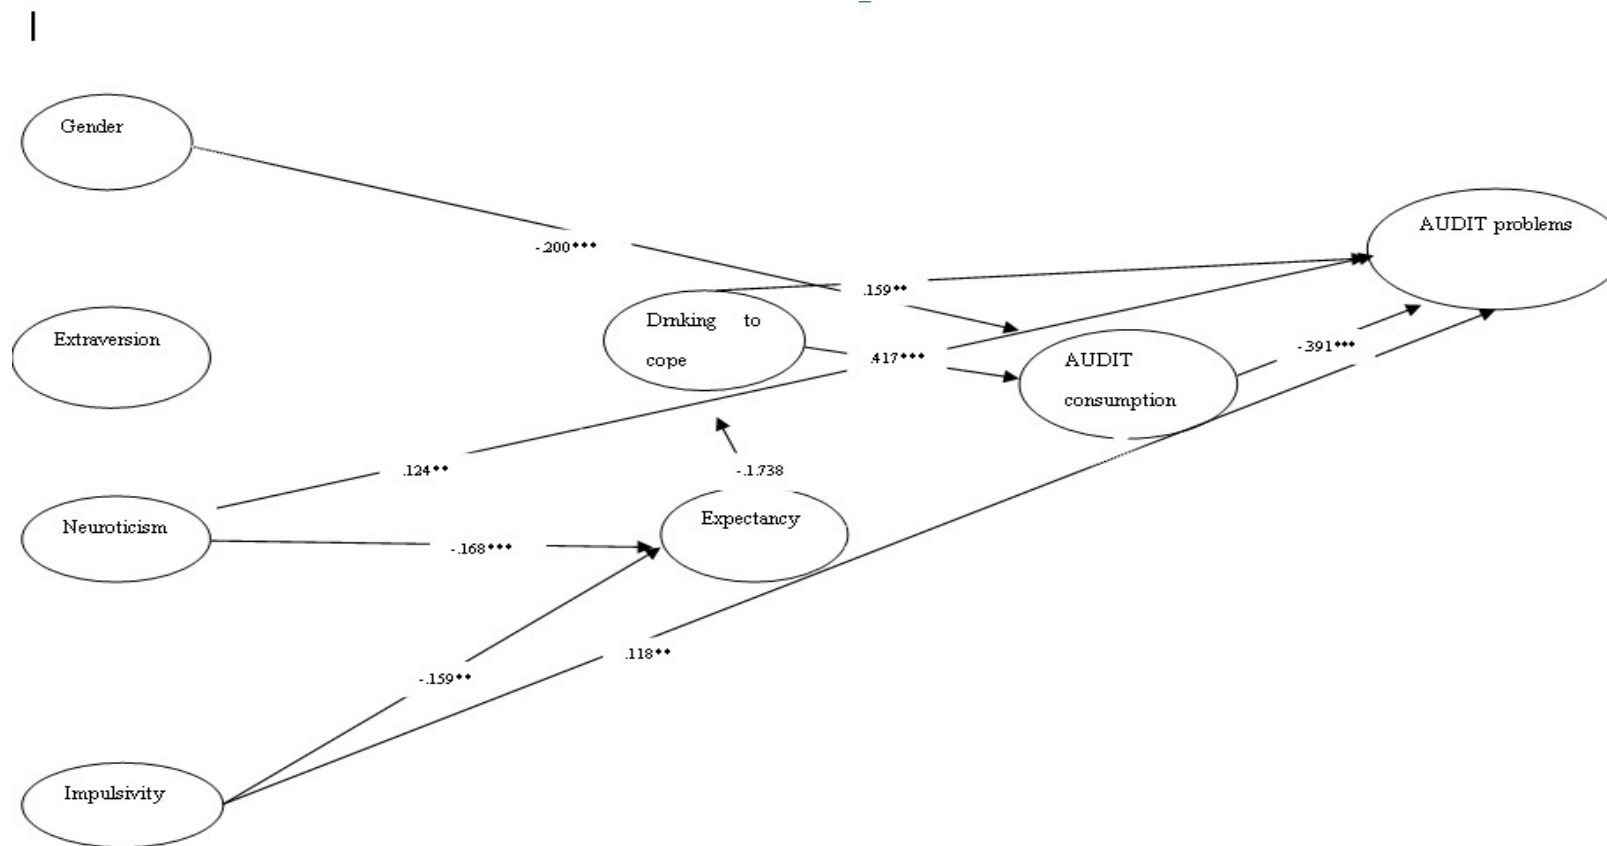 Gender
AUDIT problems
-.200***
.159**
Drinking to
cope
Extraversion
.417***
-.391***
AUDIT
consumption
.124**
-.1.738
Neuroticism
Expectancy
-.168***
.118**
-.159**
Impulsivity